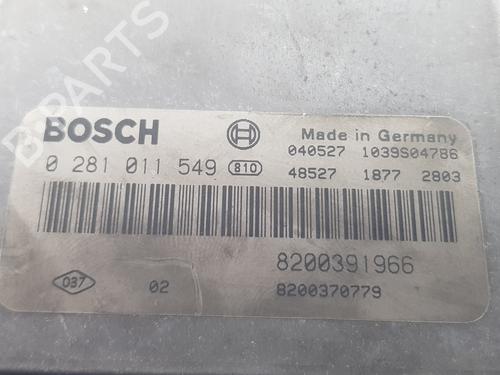 B-PARTS
BOSCH
Made in Germany
0 281 011 549 810
040527 1039S04786
48527 1877 2803
8200391966
037 02
8200370779